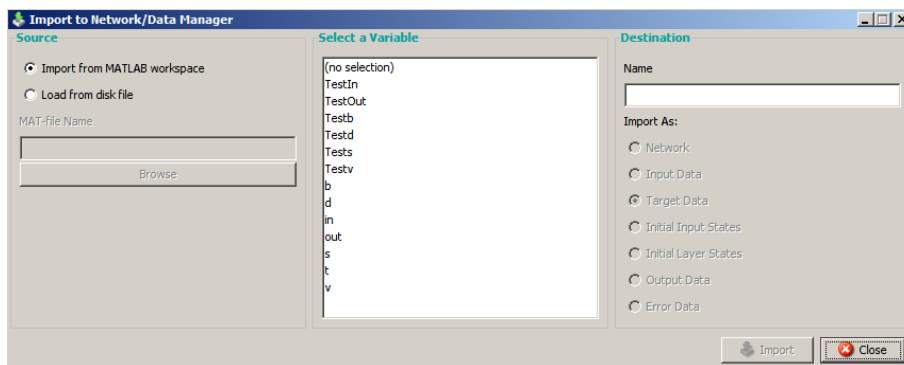 Import to Network/Data Manager
Source
Import from MATLAB workspace
Load from disk file
MAT-file Name
Browse
Select a Variable
(no selection)
TestIn
TestOut
Testb
Testd
Tests
Testv
b
d
in
out
s
t
v
Destination
Name
Import As:
Network
Input Data
Target Data
Initial Input States
Initial Layer States
Output Data
Error Data
Import
Close